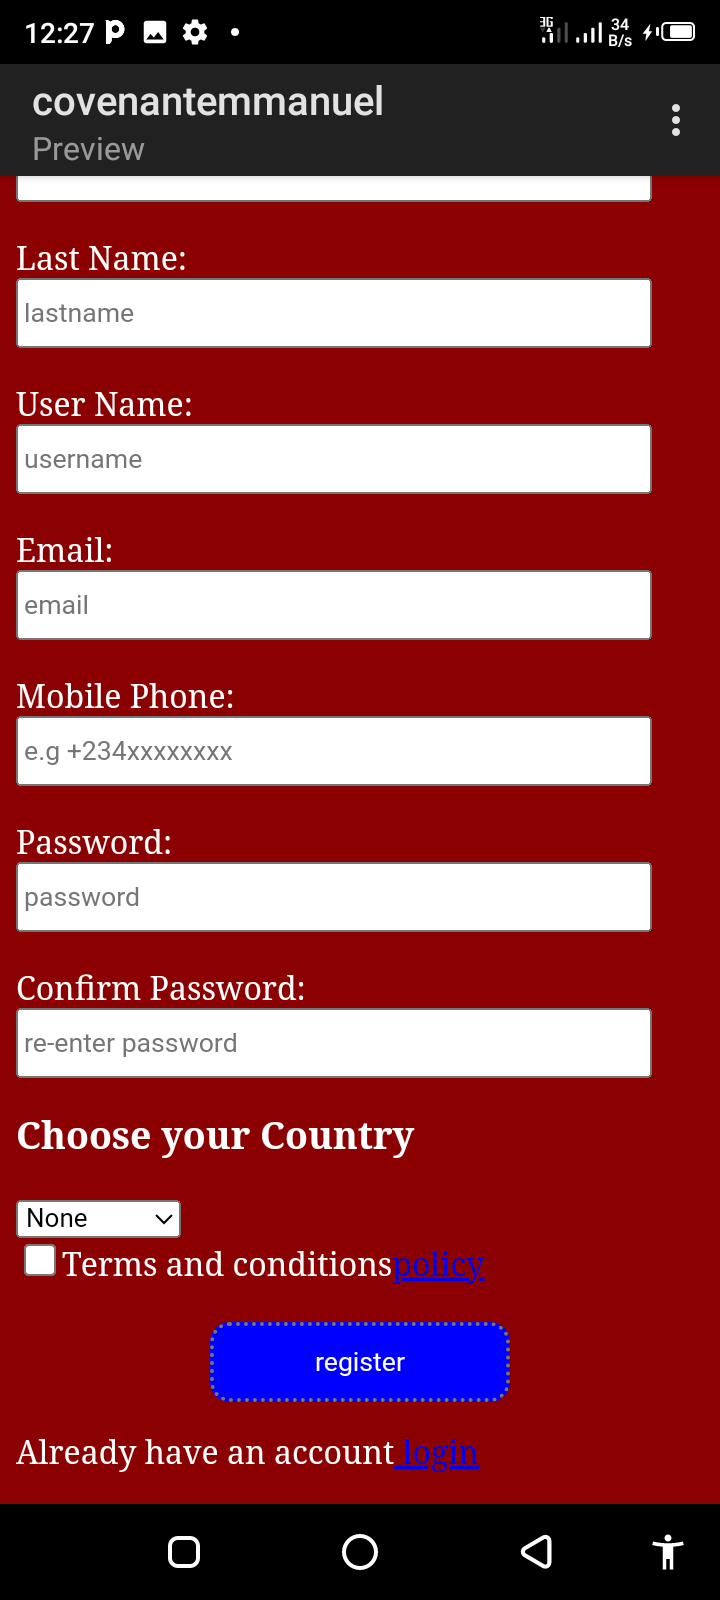 12:27
3G
34
B/s
covenantemmanuel
Preview
Last Name:
lastname
User Name:
username
Email:
email
Mobile Phone:
e.g +234xxxxxxxx
Password:
password
Confirm Password:
re-enter password
Choose your Country
None
Terms and conditionspolicy
register
Already have an account login